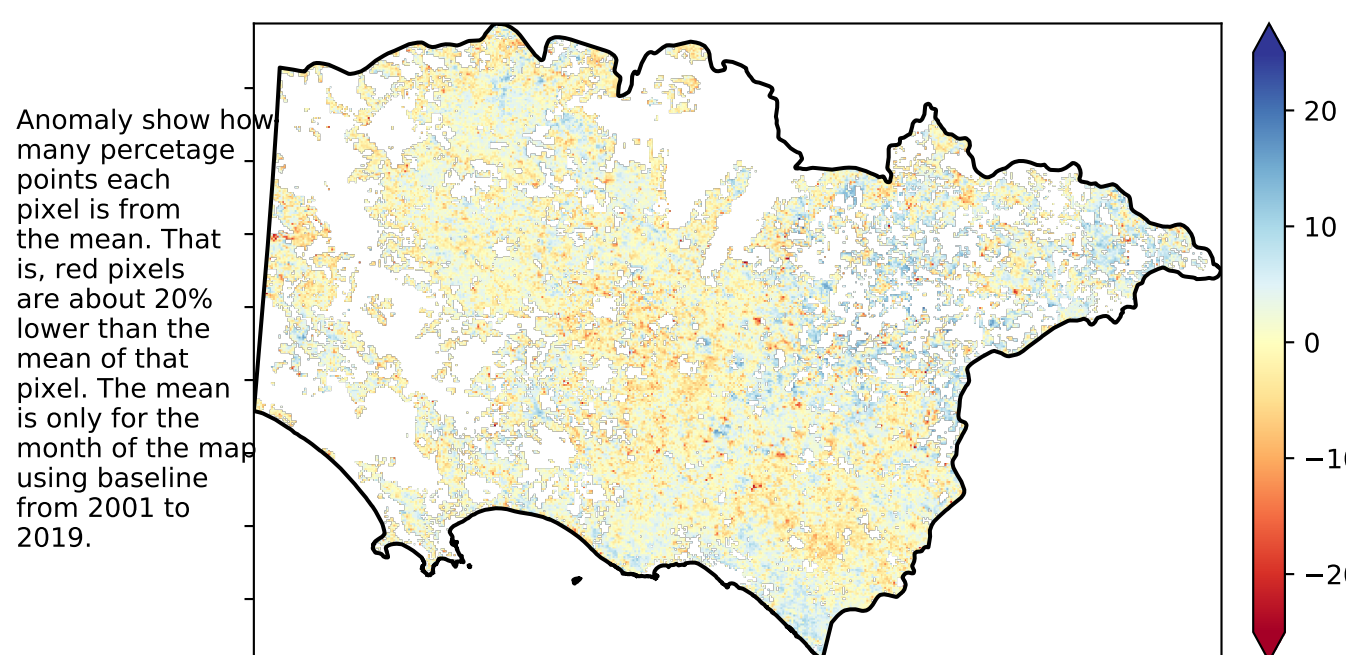 Anomaly show how
many percetage
points each
pixel is from
the mean. That
is, red pixels
are about 20%
lower than the
mean of that
pixel. The mean
is only for the
month of the map
using baseline
from 2001 to
2019.
20
10
0
−10
−20